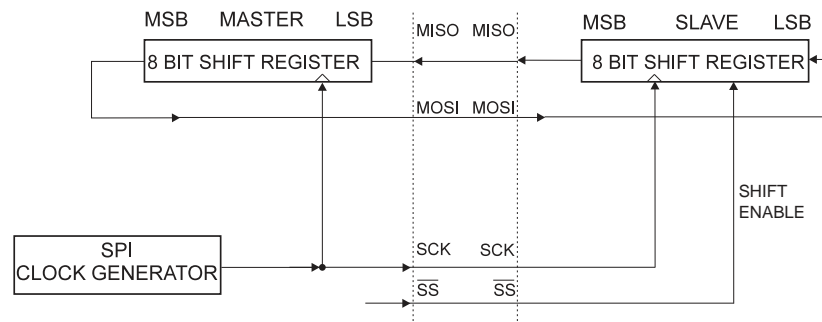 MSB MASTER LSB
MISO MISO
MSB SLAVE LSB
8 BIT SHIFT REGISTER
8 BIT SHIFT REGISTER
MOSI MOSI
SHIFT
ENABLE
SPI
CLOCK GENERATOR
SCK SCK
SS SS